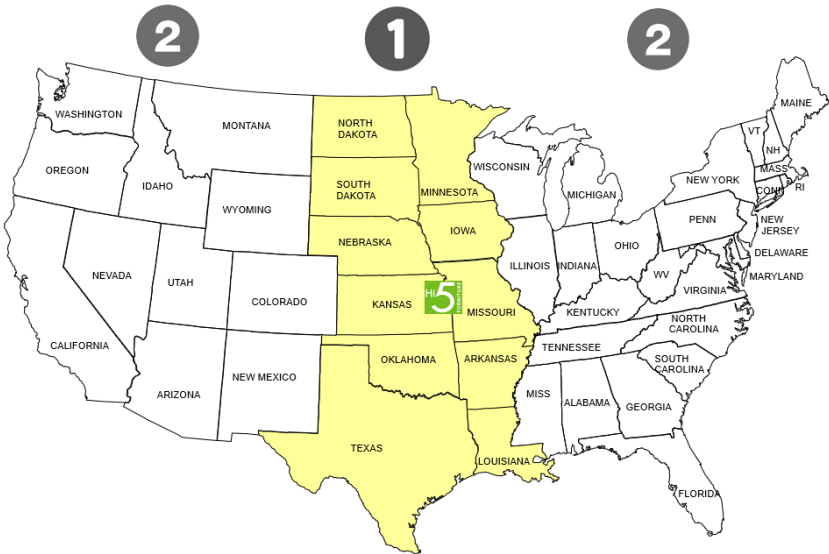 2
1
2
WASHINGTON
OREGON
IDAHO
MONTANA
WYOMING
NEVADA
UTAH
COLORADO
CALIFORNIA
ARIZONA
NEW MEXICO
NORTH
DAKOTA
SOUTH
DAKOTA
NEBRASKA
KANSAS
OKLAHOMA
TEXAS
MINNESOTA
IOWA
Hi5
FURNITURE
MISSOURI
ARKANSAS
LOUISIANA
WISCONSIN
MICHIGAN
ILLINOIS
INDIANA
OHIO
KENTUCKY
TENNESSEE
MISS
ALABAMA
GEORGIA
FLORIDA
SOUTH
CAROLINA
NORTH
CAROLINA
VIRGINIA
WV
PENN
NEW YORK
VT
NH
MAINE
MASS
CONN
RI
NEW
JERSEY
DELAWARE
MARYLAND